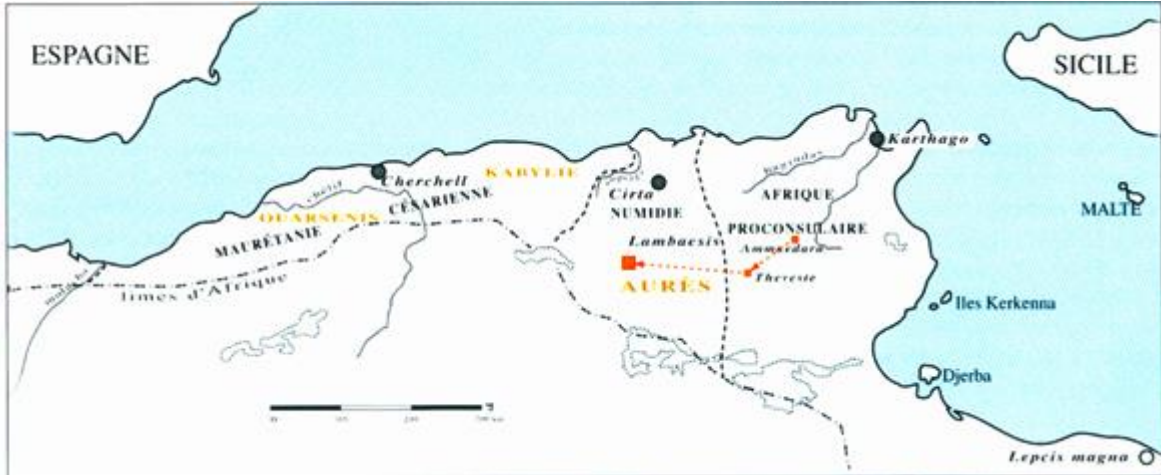 ESPAGNE
SICILE
Karthago
KABYLIE
Cherchell
CÉSARIENNE
Cirta
NUMIDIE
AFRIQUE
PROCONSULAIRE
OUARSENIS
MAURÉTANIE
MALTE
Lambaesis
Ammaedara
Theveste
AURÈS
limes d'Afrique
Iles Kerkenna
Djerba
Lepcis magna